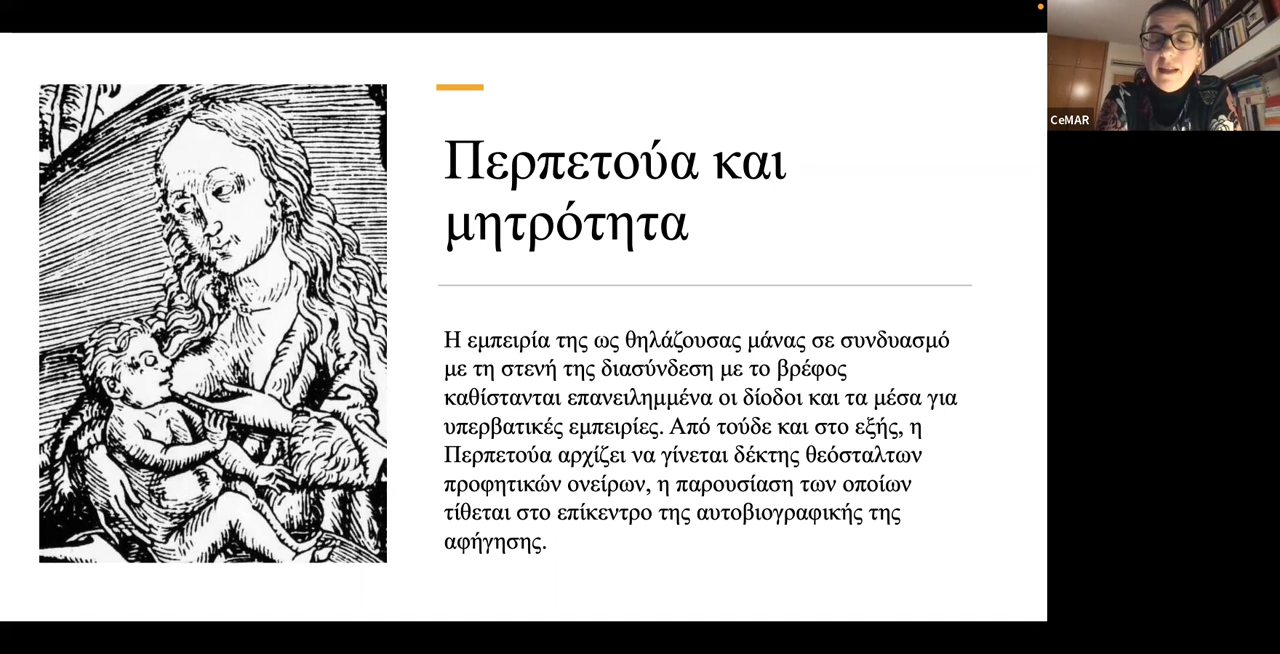 Περπετούα και
μητρότητα
Η εμπειρία της ως θηλάζουσας μάνας σε συνδυασμό
με τη στενή της διασύνδεση με το βρέφος
καθίστανται επανειλημμένα οι δίοδοι και τα μέσα για
υπερβατικές εμπειρίες. Από τούδε και στο εξής, η
Περπετούα αρχίζει να γίνεται δέκτης θεόσταλτων
προφητικών ονείρων, η παρουσίαση των οποίων
τίθεται στο επίκεντρο της αυτοβιογραφικής της
αφήγησης.
CeMAR